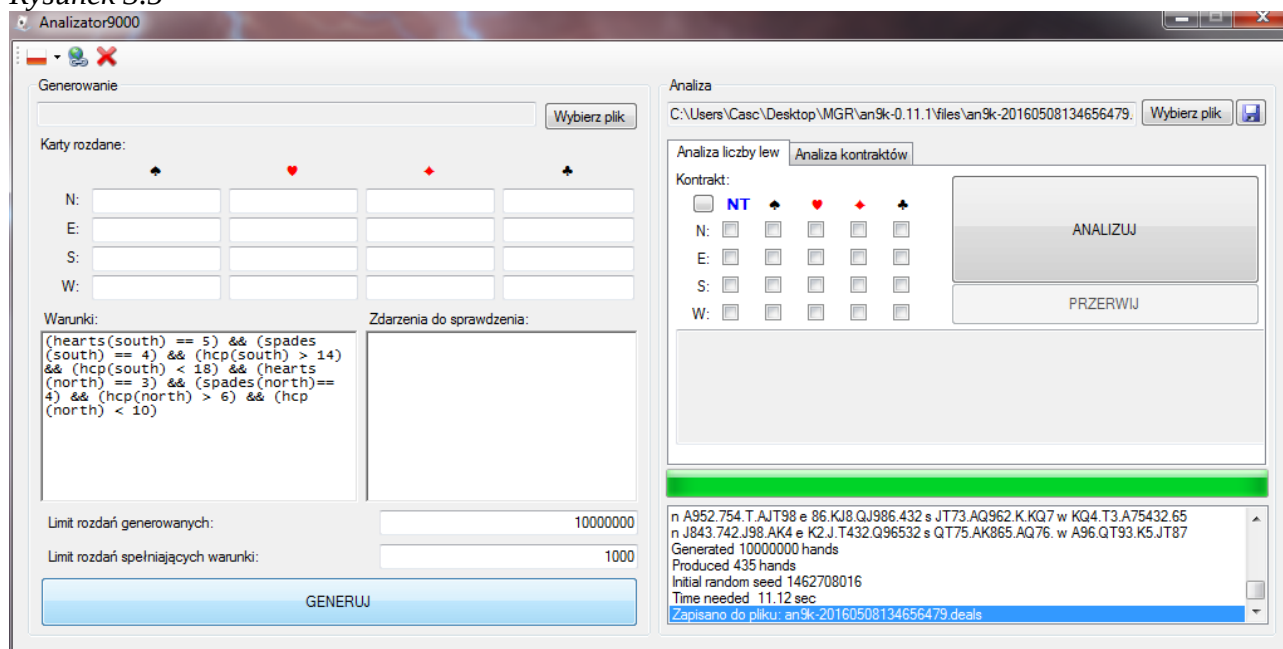 Analizator9000
Generowanie
Wybierz plik
Karty rozdane:
♠ ♥ ♦ ♣
N:
E:
S:
W:
Warunki:
(hearts(south) == 5) && (spades
(south) == 4) && (hcp(south) > 14)
&& (hcp(south) < 18) && (hearts
(north) == 3) && (spades(north)==
4) && (hcp(north) > 6) && (hcp
(north) < 10)
Zdarzenia do sprawdzenia:
Limit rozdań generowanych: 10000000
Limit rozdań spełniających warunki: 1000
GENERUJ
Analiza
C:\Users\Casc\Desktop\MGR\an9k-0.11.1\files\an9k-20160508134656479. Wybierz plik
Analiza liczby lew Analiza kontraktów
Kontrakt:
NT ♠ ♥ ♦ ♣
N:
E:
S:
W:
ANALIZUJ
PRZERWIJ
n A952.754.T.AJT98 e 86.KJ8.QJ986.432 s JT73.AQ962.K.KQ7 w KQ4.T3.A75432.65
n J843.742.J98.AK4 e K2.J.T432.Q96532 s QT75.AK865.AQ76. w A96.QT93.K5.JT87
Generated 10000000 hands
Produced 435 hands
Initial random seed 1462708016
Time needed 11.12 sec
Zapisano do pliku: an9k-20160508134656479.deals